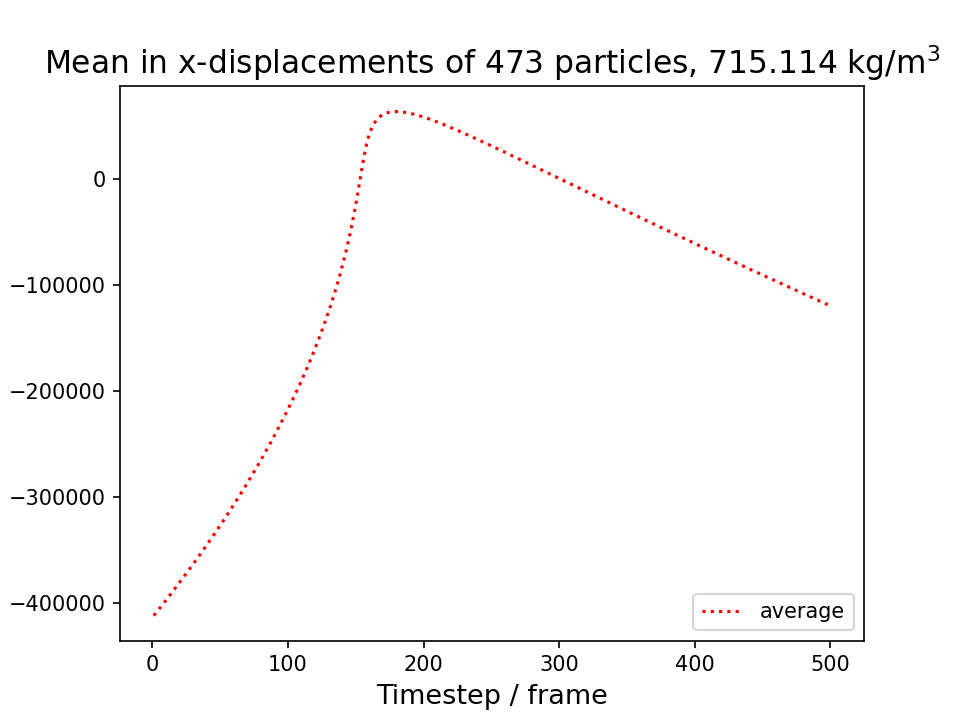 Mean in x-displacements of 473 particles, 715.114 kg/m³
0
−100000
−200000
−300000
−400000
average
0 100 200 300 400 500
Timestep / frame